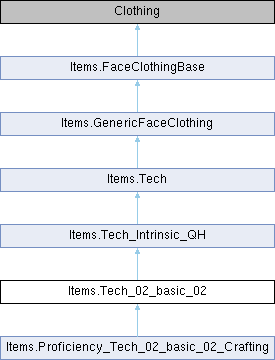 Clothing
Items.FaceClothingBase
Items.GenericFaceClothing
Items.Tech
Items.Tech_Intrinsic_QH
Items.Tech_02_basic_02
Items.Proficiency_Tech_02_basic_02_Crafting